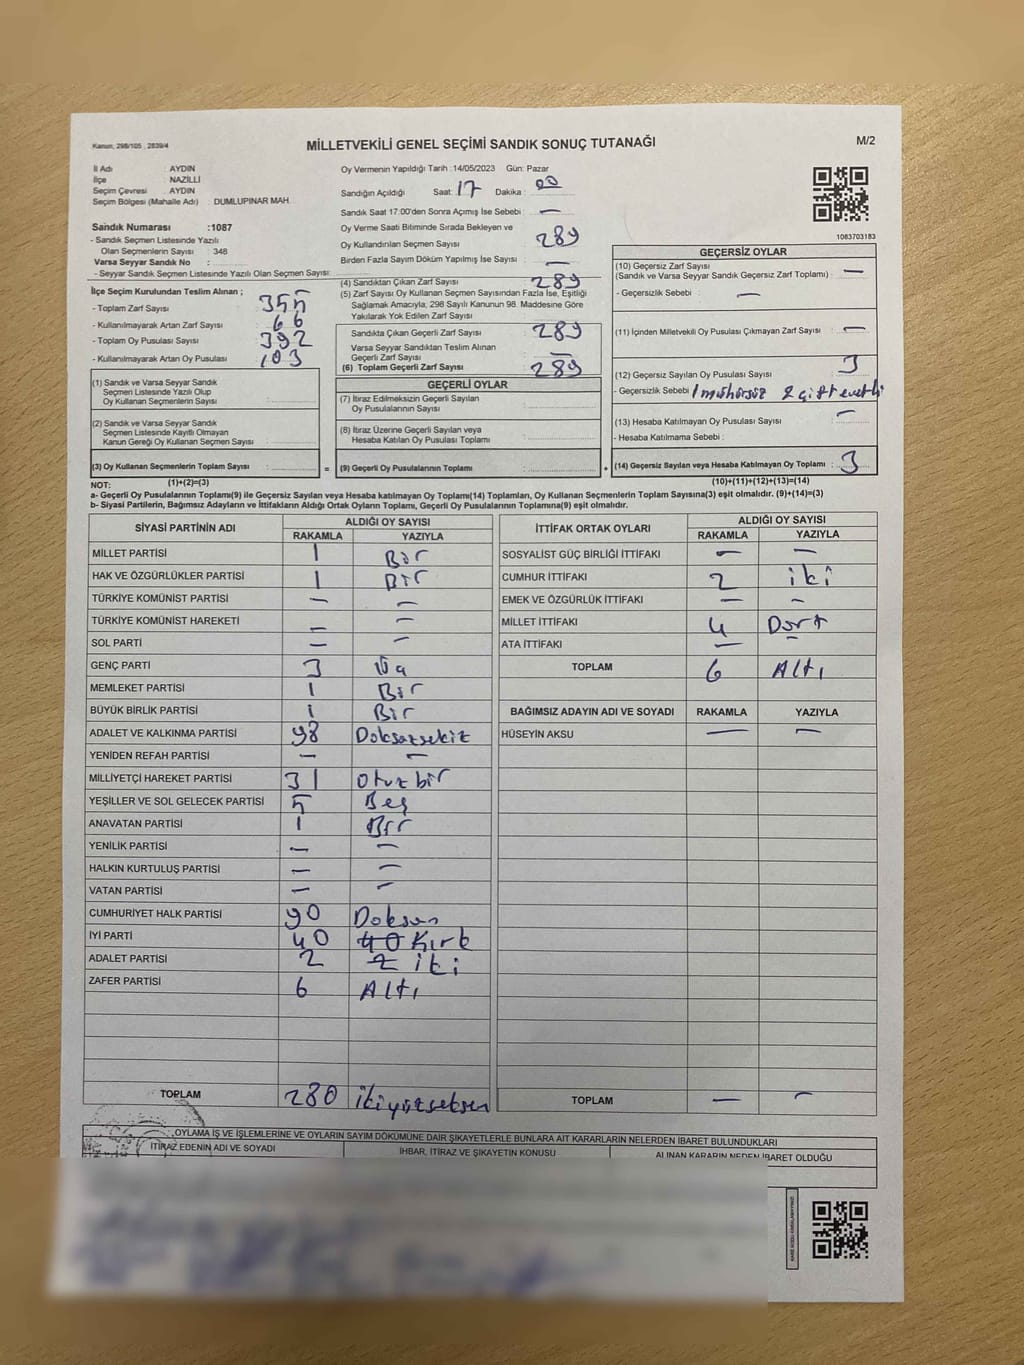 Kanun, 298/105 , 2839/4
MİLLETVEKİLİ GENEL SEÇİMİ SANDIK SONUÇ TUTANAĞI
M/2
İl Adı : AYDIN
İlçe : NAZİLLİ
Seçim Çevresi : AYDIN
Seçim Bölgesi (Mahalle Adı) : DUMLUPINAR MAH.
Sandık Numarası :1087
- Sandık Seçmen Listesinde Yazılı
Olan Seçmenlerin Sayısı : 348
Varsa Seyyar Sandık No :
- Seyyar Sandık Seçmen Listesinde Yazılı Olan Seçmen Sayısı:
Oy Vermenin Yapıldığı Tarih : 14/05/2023 Gün: Pazar
Sandığın Açıldığı Saat: 17 Dakika : 00
Sandık Saat 17:00'den Sonra Açımış İse Sebebi : —
Oy Verme Saati Bitiminde Sırada Bekleyen ve
Oy Kullandırılan Seçmen Sayısı : 289
Birden Fazla Sayım Döküm Yapılmış İse Sayısı : —
1083703183
İlçe Seçim Kurulundan Teslim Alınan ;
- Toplam Zarf Sayısı : 355
- Kullanılmayarak Artan Zarf Sayısı : 66
- Toplam Oy Pusulası Sayısı : 392
- Kullanılmayarak Artan Oy Pusulası : 103
(4) Sandıktan Çıkan Zarf Sayısı : 289
(5) Zarf Sayısı Oy Kullanan Seçmen Sayısından Fazla İse, Eşitliği
Sağlamak Amacıyla, 298 Sayılı Kanunun 98. Maddesine Göre
Yakılarak Yok Edilen Zarf Sayısı :
Sandıkta Çıkan Geçerli Zarf Sayısı : 289
Varsa Seyyar Sandıktan Teslim Alınan
Geçerli Zarf Sayısı : —
(6) Toplam Geçerli Zarf Sayısı : 289
GEÇERSİZ OYLAR
(10) Geçersiz Zarf Sayısı
(Sandık ve Varsa Seyyar Sandık Geçersiz Zarf Toplamı) : —
- Geçersizlik Sebebi : —
(11) İçinden Milletvekili Oy Pusulası Çıkmayan Zarf Sayısı : —
(12) Geçersiz Sayılan Oy Pusulası Sayısı : 3
- Geçersizlik Sebebi : 1 mühürsüz 2 çift evetli
(13) Hesaba Katılmayan Oy Pusulası Sayısı : —
- Hesaba Katılmama Sebebi :
(14) Geçersiz Sayılan veya Hesaba Katılmayan Oy Toplamı : 3
(1) Sandık ve Varsa Seyyar Sandık
Seçmen Listesinde Yazılı Olup
Oy Kullanan Seçmenlerin Sayısı :
(2) Sandık ve Varsa Seyyar Sandık
Seçmen Listesinde Kayıtlı Olmayan
Kanun Gereği Oy Kullanan Seçmen Sayısı :
(3) Oy Kullanan Seçmenlerin Toplam Sayısı : =
GEÇERLİ OYLAR
(7) İtiraz Edilmeksizin Geçerli Sayılan
Oy Pusulalarının Sayısı :
(8) İtiraz Üzerine Geçerli Sayılan veya
Hesaba Katılan Oy Pusulası Toplamı :
(9) Geçerli Oy Pusulalarının Toplamı : +
NOT: (1)+(2)=(3)
(10)+(11)+(12)+(13)=(14)
a- Geçerli Oy Pusulalarının Toplamı(9) ile Geçersiz Sayılan veya Hesaba katılmayan Oy Toplamı(14) Toplamları, Oy Kullanan Seçmenlerin Toplam Sayısına(3) eşit olmalıdır. (9)+(14)=(3)
b- Siyasi Partilerin, Bağımsız Adayların ve İttifakların Aldığı Oyların Toplamı, Geçerli Oy Pusulalarının Toplamına(9) eşit olmalıdır.
SİYASİ PARTİNİN ADI ALDIĞI OY SAYISI
RAKAMLA YAZIYLA
MİLLET PARTİSİ 1 Bir
HAK VE ÖZGÜRLÜKLER PARTİSİ 1 Bir
TÜRKİYE KOMÜNİST PARTİSİ — —
TÜRKİYE KOMÜNİST HAREKETİ — —
SOL PARTİ — —
GENÇ PARTİ 3 Üç
MEMLEKET PARTİSİ 1 Bir
BÜYÜK BİRLİK PARTİSİ 1 Bir
ADALET VE KALKINMA PARTİSİ 98 Doksansekiz
YENİDEN REFAH PARTİSİ — —
MİLLİYETÇİ HAREKET PARTİSİ 31 Otuzbir
YEŞİLLER VE SOL GELECEK PARTİSİ 5 Beş
ANAVATAN PARTİSİ 1 Bir
YENİLİK PARTİSİ — —
HALKIN KURTULUŞ PARTİSİ — —
VATAN PARTİSİ — —
CUMHURİYET HALK PARTİSİ 90 Doksan
İYİ PARTİ 40 40 Kırk
ADALET PARTİSİ 2 2 iki
ZAFER PARTİSİ 6 Altı
TOPLAM 280 ikiyüzseksen
İTTİFAK ORTAK OYLARI ALDIĞI OY SAYISI
RAKAMLA YAZIYLA
SOSYALİST GÜÇ BİRLİĞİ İTTİFAKI — —
CUMHUR İTTİFAKI 2 iki
EMEK VE ÖZGÜRLÜK İTTİFAKI — —
MİLLET İTTİFAKI 4 Dört
ATA İTTİFAKI — —
TOPLAM 6 Altı
BAĞIMSIZ ADAYIN ADI VE SOYADI RAKAMLA YAZIYLA
HÜSEYİN AKSU — —
TOPLAM — —
OYLAMA İŞ VE İŞLEMLERİNE VE OYLARIN SAYIM DÖKÜMÜNE DAİR ŞİKAYETLERLE BUNLARA AİT KARARLARIN NELERDEN İBARET BULUNDUKLARI
İTİRAZ EDENİN ADI VE SOYADI İHBAR, İTİRAZ VE ŞİKAYETİN KONUSU ALINAN KARARIN NEDEN İBARET OLDUĞU